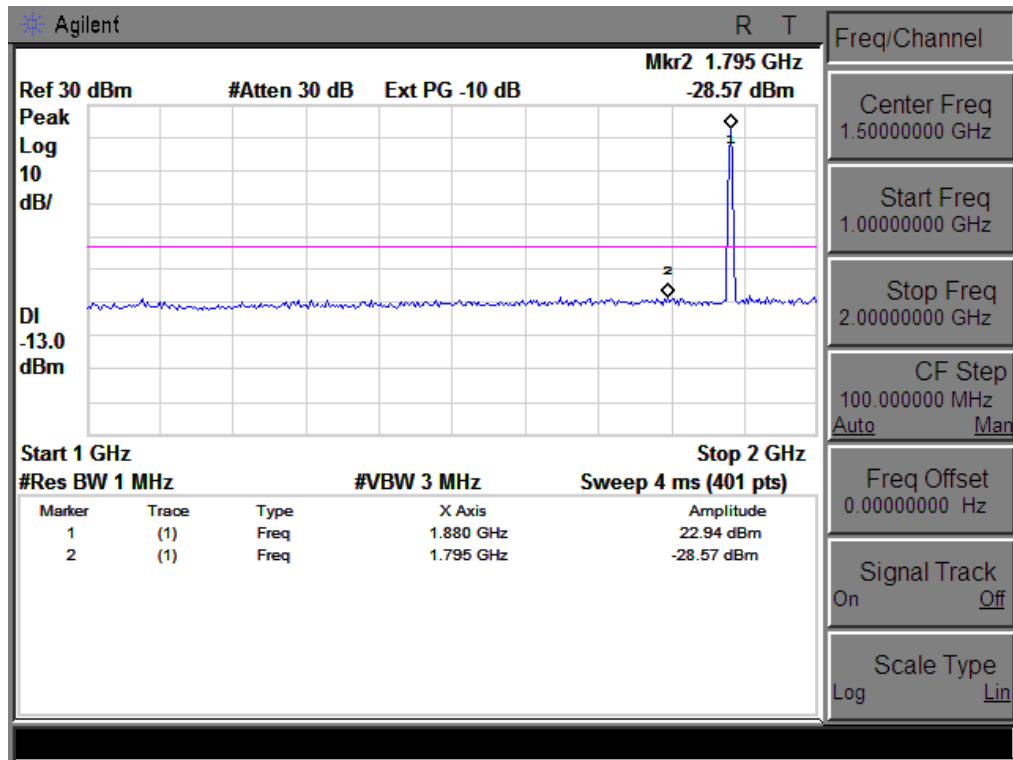 Agilent R T
Mkr2 1.795 GHz
Ref 30 dBm #Atten 30 dB Ext PG -10 dB -28.57 dBm
Peak
Log
10
dB/
1
2
DI
-13.0
dBm
Start 1 GHz Stop 2 GHz
#Res BW 1 MHz #VBW 3 MHz Sweep 4 ms (401 pts)
Marker Trace Type X Axis Amplitude
1 (1) Freq 1.880 GHz 22.94 dBm
2 (1) Freq 1.795 GHz -28.57 dBm
Freq/Channel
Center Freq
1.50000000 GHz
Start Freq
1.00000000 GHz
Stop Freq
2.00000000 GHz
CF Step
100.000000 MHz
Auto Man
Freq Offset
0.00000000 Hz
Signal Track
On Off
Scale Type
Log Lin